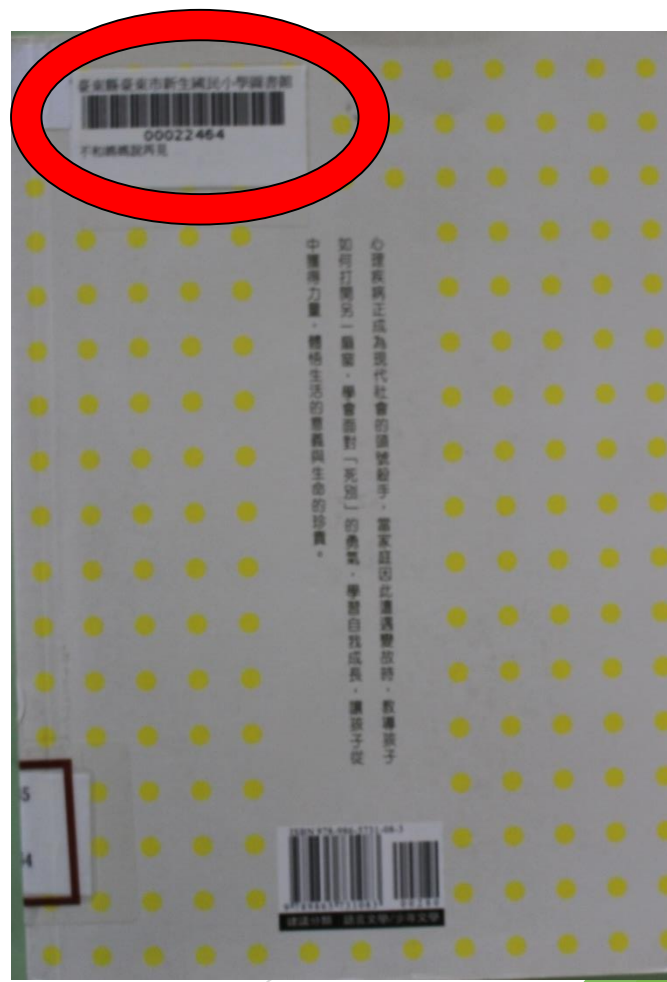 臺東縣臺東市新生國民小學圖書館
00022464
不和媽媽說再見
心理疾病正成為現代社會的頭號殺手，當家庭因此遭遇變故時，教導孩子
如何打開另一扇窗，學會面對「死別」的勇氣，學習自我成長，讓孩子從
中獲得力量，體悟生活的意義與生命的珍貴。
5
4
建議分類　語言文學/少年文學